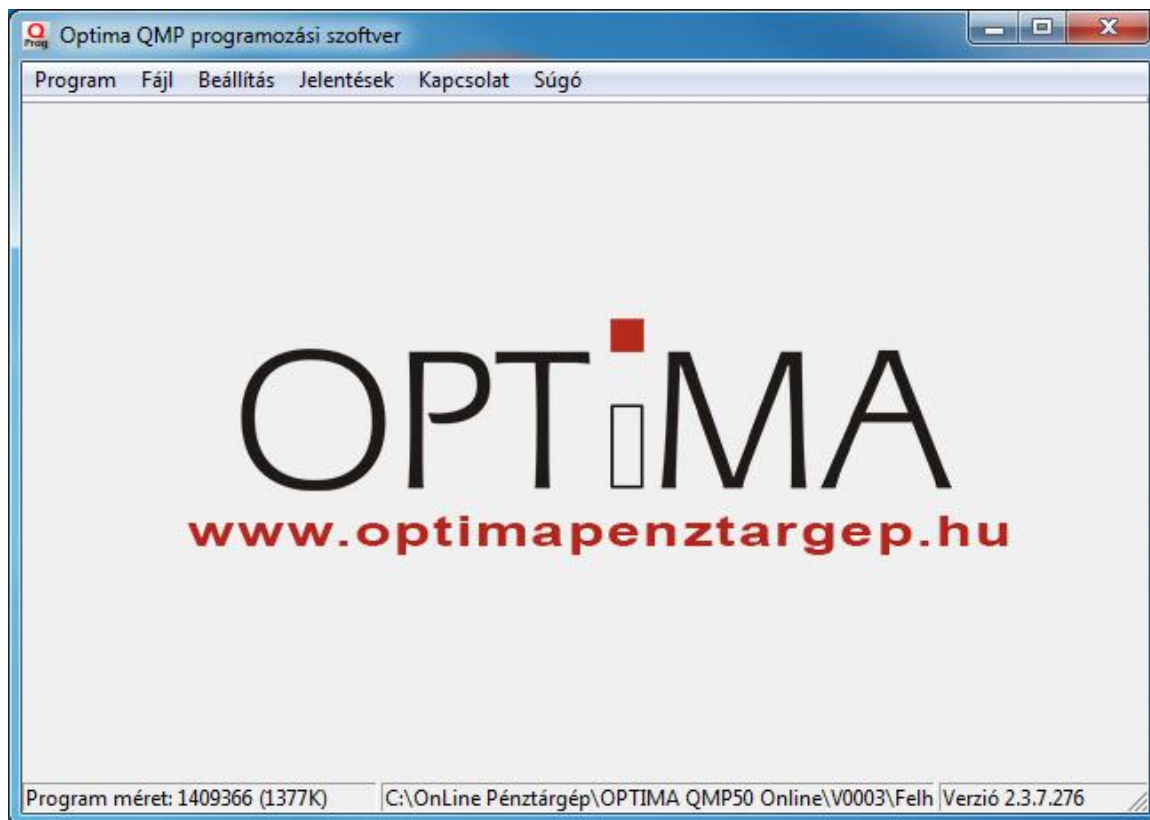 Q
Prog
Optima QMP programozási szoftver
Program Fájl Beállítás Jelentések Kapcsolat Súgó
OPTiMA
www.optimapenztargep.hu
Program méret: 1409366 (1377K) C:\OnLine Pénztárgép\OPTIMA QMP50 Online\V0003\Felh Verzió 2.3.7.276